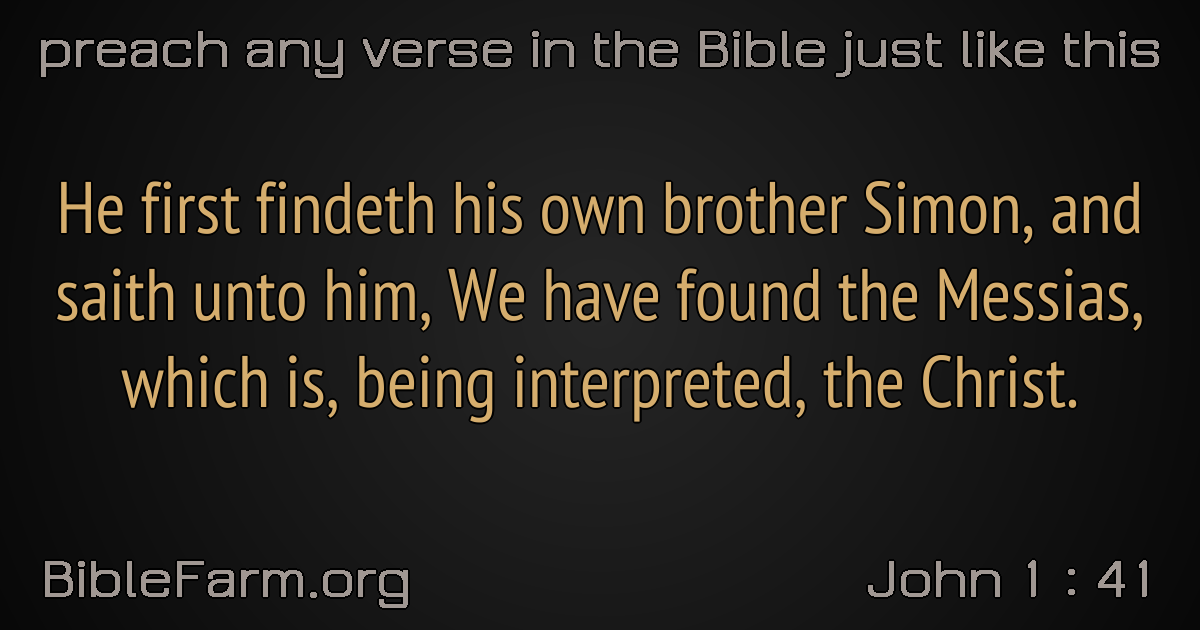 preach any verse in the Bible just like this
He first findeth his own brother Simon, and
saith unto him, We have found the Messias,
which is, being interpreted, the Christ.
BibleFarm.org
John 1 : 41